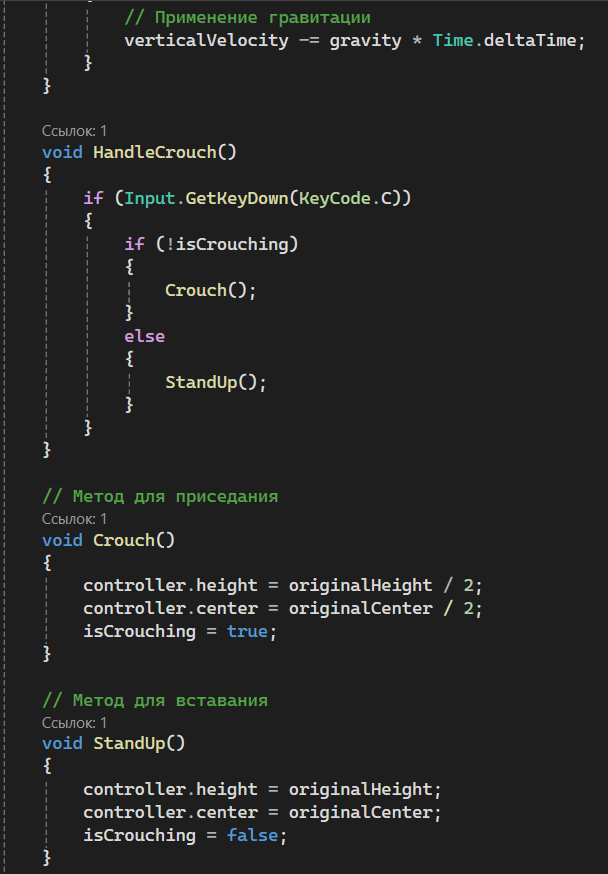 // Применение гравитации
verticalVelocity -= gravity * Time.deltaTime;
}
}
Ссылок: 1
void HandleCrouch()
{
if (Input.GetKeyDown(KeyCode.C))
{
if (!isCrouching)
{
Crouch();
}
else
{
StandUp();
}
}
}
// Метод для приседания
Ссылок: 1
void Crouch()
{
controller.height = originalHeight / 2;
controller.center = originalCenter / 2;
isCrouching = true;
}
// Метод для вставания
Ссылок: 1
void StandUp()
{
controller.height = originalHeight;
controller.center = originalCenter;
isCrouching = false;
}